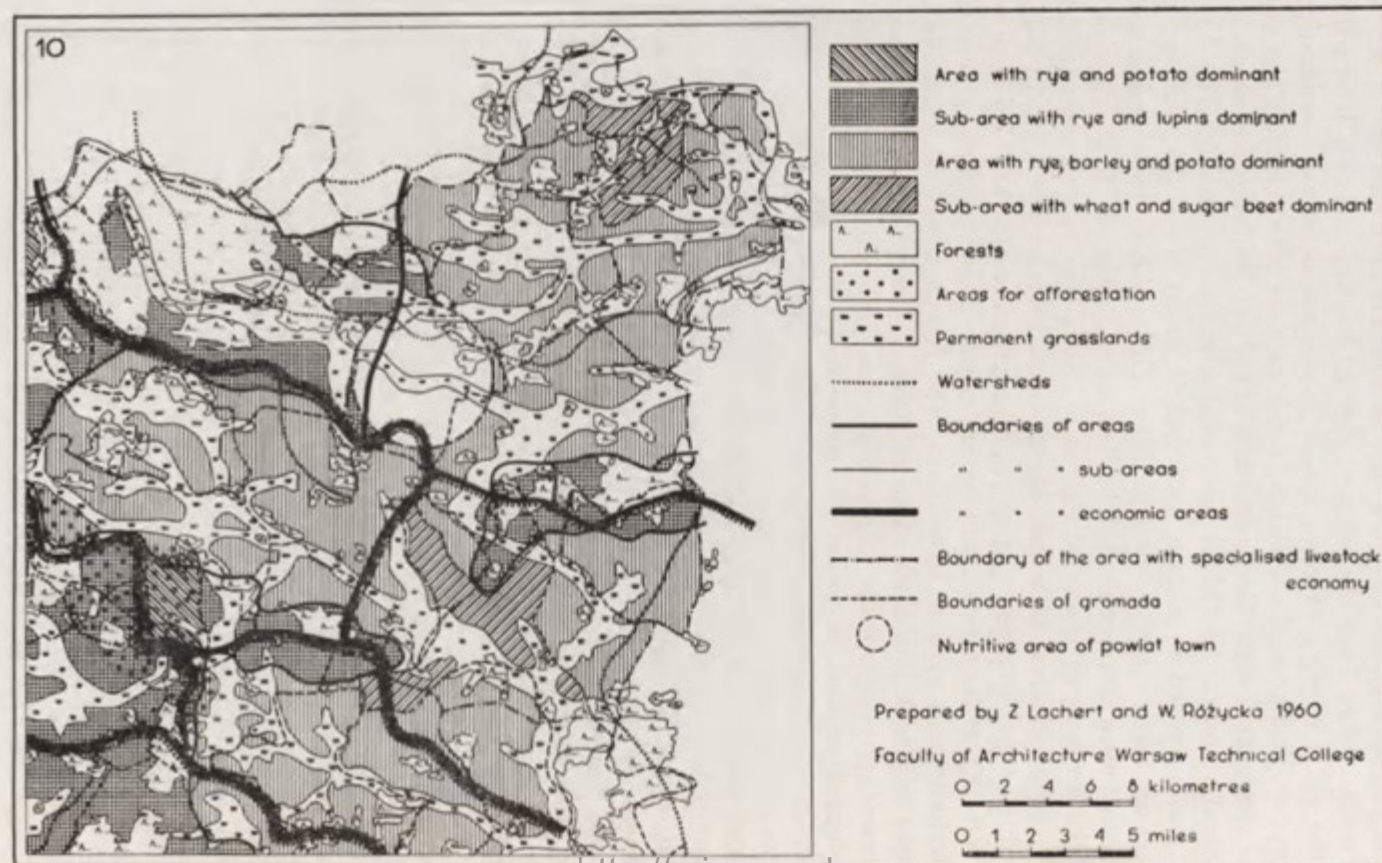 10
Area with rye and potato dominant
Sub-area with rye and lupins dominant
Area with rye, barley and potato dominant
Sub-area with wheat and sugar beet dominant
Forests
Areas for afforestation
Permanent grasslands
Watersheds
Boundaries of areas
" " " sub-areas
" " " economic areas
Boundary of the area with specialised livestock
economy
Boundaries of gromada
Nutritive area of powiat town
Prepared by Z Lachert and W. Różycka 1960
Faculty of Architecture Warsaw Technical College
0 2 4 6 8 kilometres
0 1 2 3 4 5 miles